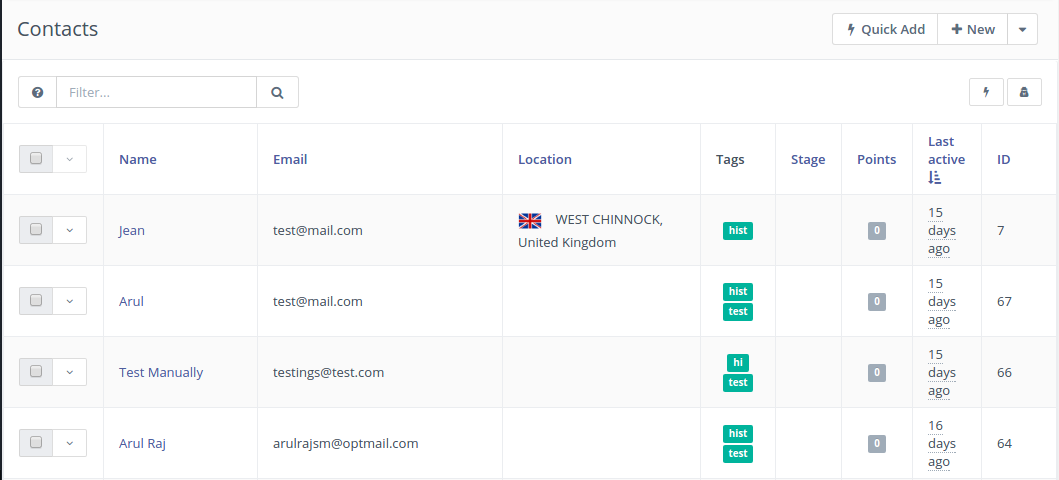 Contacts
Quick Add
New
Filter...
Name Email Location Tags Stage Points Last active ID
Jean test@mail.com WEST CHINNOCK, United Kingdom hist 0 15 days ago 7
Arul test@mail.com hist test 0 15 days ago 67
Test Manually testings@test.com hi test 0 15 days ago 66
Arul Raj arulrajsm@optmail.com hist test 0 16 days ago 64